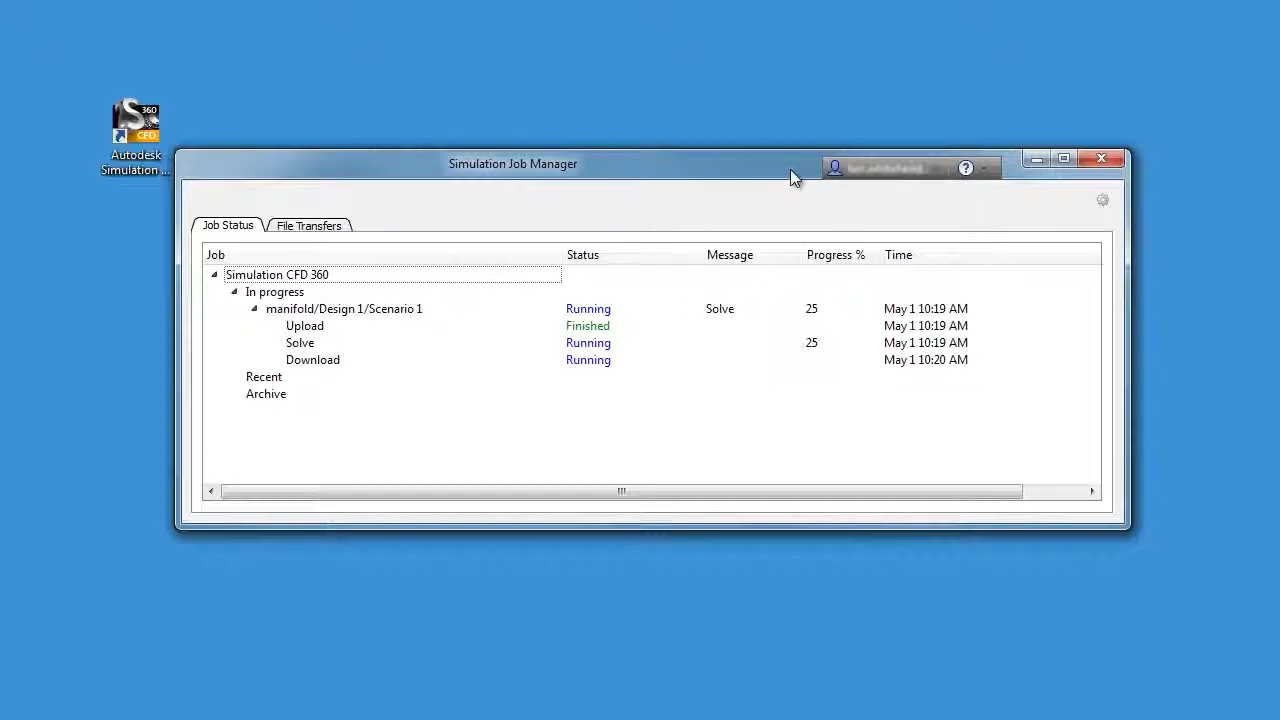 360
CFD
Autodesk
Simulation ...
Simulation Job Manager
?
Job Status File Transfers
Job Status Message Progress % Time
Simulation CFD 360
In progress
manifold/Design 1/Scenario 1 Running Solve 25 May 1 10:19 AM
Upload Finished May 1 10:19 AM
Solve Running 25 May 1 10:19 AM
Download Running May 1 10:20 AM
Recent
Archive